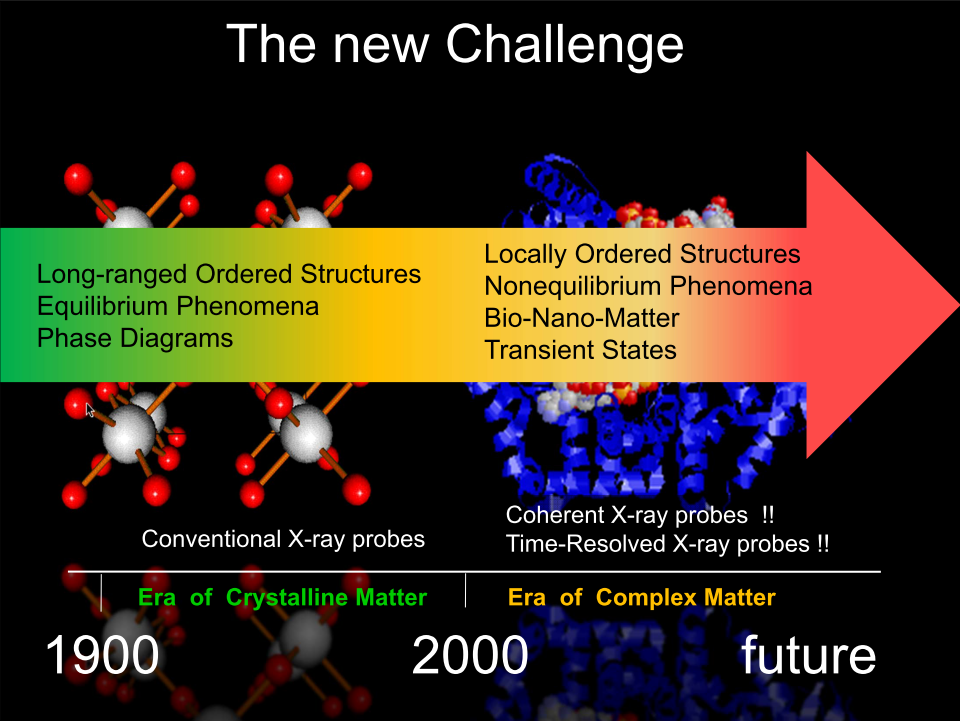 The new Challenge
Long-ranged Ordered Structures
Equilibrium Phenomena
Phase Diagrams
Locally Ordered Structures
Nonequilibrium Phenomena
Bio-Nano-Matter
Transient States
Conventional X-ray probes
Coherent X-ray probes  !!
Time-Resolved X-ray probes !!
Era  of  Crystalline Matter
Era  of  Complex Matter
1900
2000
future